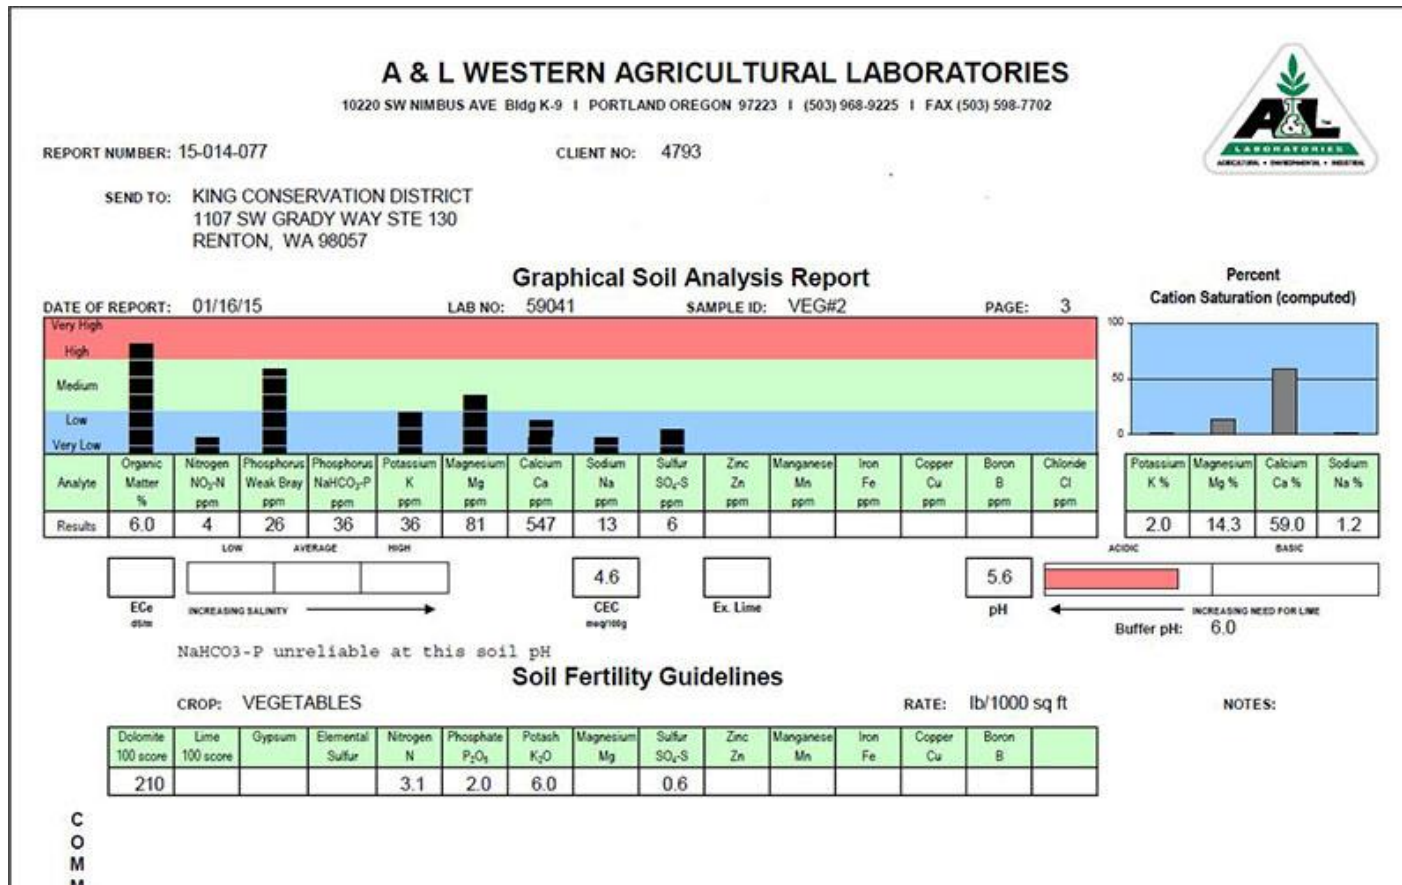 A & L WESTERN AGRICULTURAL LABORATORIES
10220 SW NIMBUS AVE Bldg K-9 I PORTLAND OREGON 97223 I (503) 968-9225 I FAX (503) 598-7702
A&L
LABORATORIES
AGRICULTURAL • ENVIRONMENTAL • INDUSTRIAL
REPORT NUMBER: 15-014-077 CLIENT NO: 4793
SEND TO: KING CONSERVATION DISTRICT
1107 SW GRADY WAY STE 130
RENTON, WA 98057
Graphical Soil Analysis Report
Percent
Cation Saturation (computed)
DATE OF REPORT: 01/16/15 LAB NO: 59041 SAMPLE ID: VEG#2 PAGE: 3
Very High
High
Medium
Low
Very Low
100
50
0
Analyte
Organic Matter %
Nitrogen NO3-N ppm
Phosphorus Weak Bray ppm
Phosphorus NaHCO3-P ppm
Potassium K ppm
Magnesium Mg ppm
Calcium Ca ppm
Sodium Na ppm
Sulfur SO4-S ppm
Zinc Zn ppm
Manganese Mn ppm
Iron Fe ppm
Copper Cu ppm
Boron B ppm
Chloride Cl ppm
Potassium K %
Magnesium Mg %
Calcium Ca %
Sodium Na %
Results 6.0 4 26 36 36 81 547 13 6
2.0 14.3 59.0 1.2
LOW AVERAGE HIGH
ACIDIC BASIC
4.6 5.6
ECe dS/m
INCREASING SALINITY
CEC meq/100g
Ex. Lime
pH
INCREASING NEED FOR LIME
Buffer pH: 6.0
NaHCO3-P unreliable at this soil pH
Soil Fertility Guidelines
CROP: VEGETABLES RATE: lb/1000 sq ft NOTES:
Dolomite 100 score
Lime 100 score
Gypsum
Elemental Sulfur
Nitrogen N
Phosphate P2O5
Potash K2O
Magnesium Mg
Sulfur SO4-S
Zinc Zn
Manganese Mn
Iron Fe
Copper Cu
Boron B
210 3.1 2.0 6.0 0.6
C
O
M
M